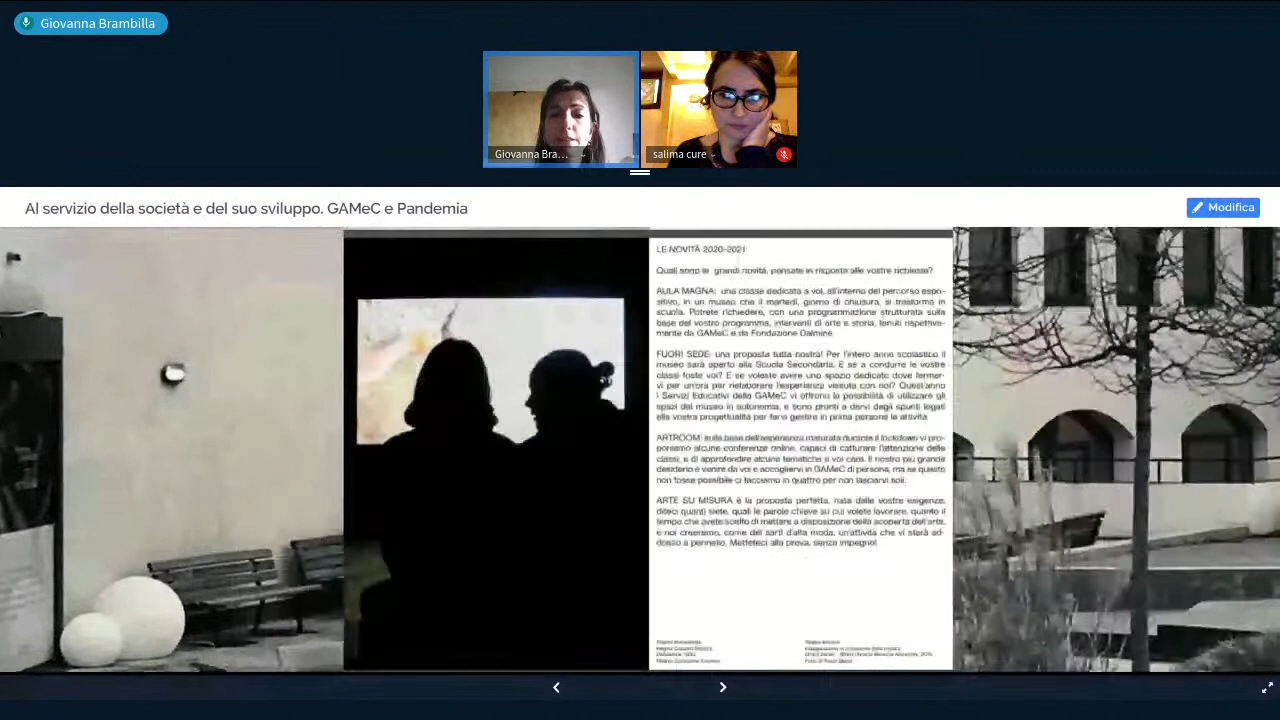 Giovanna Brambilla
Giovanna Bra...
salima cure
Al servizio della società e del suo sviluppo. GAMeC e Pandemia
Modifica
LE NOVITÀ 2020-2021
Quali sono le grandi novità, pensate in risposta alle vostre richieste?
AULA MAGNA: una classe dedicata a voi, all'interno del percorso espo-
sitivo, in un museo che il martedì, giorno di chiusura, si trasforma in
scuola. Potrete richiedere, con una programmazione strutturata sulla
base del vostro programma, interventi di arte e storia, tenuti rispettiva-
mente da GAMeC e da Fondazione Dalmine.
FUORI SEDE: una proposta tutta nostra! Per l'intero anno scolastico il
museo sarà aperto alla Scuola Secondaria. E se a condurre le vostre
classi foste voi? E se voleste avere uno spazio dedicato dove fermar-
vi per un'ora per rielaborare l'esperienza vissuta con noi? Quest'anno
i Servizi Educativi della GAMeC vi offrono la possibilità di utilizzare gli
spazi del museo in autonomia, e sono pronti a darvi degli spunti legati
alla vostra progettualità per farvi gestire in prima persona le attività.
ARTROOM: sulla base dell'esperienza maturata durante il lockdown vi pro-
poniamo alcune conferenze online, capaci di catturare l'attenzione delle
classi, e di approfondire alcune tematiche a voi care. Il nostro più grande
desiderio è venire da voi e accogliervi in GAMeC di persona, ma se questo
non fosse possibile ci facciamo in quattro per non lasciarvi soli.
ARTE SU MISURA è la proposta perfetta, nata dalle vostre esigenze,
diteci quanti siete, quali le parole chiave su cui volete lavorare, quanto il
tempo che avete scelto di mettere a disposizione della scoperta dell'arte,
e noi creeremo, come dei sarti d'alta moda, un'attività che vi starà ad-
dosso a pennello. Metteteci alla prova, senza impegno!